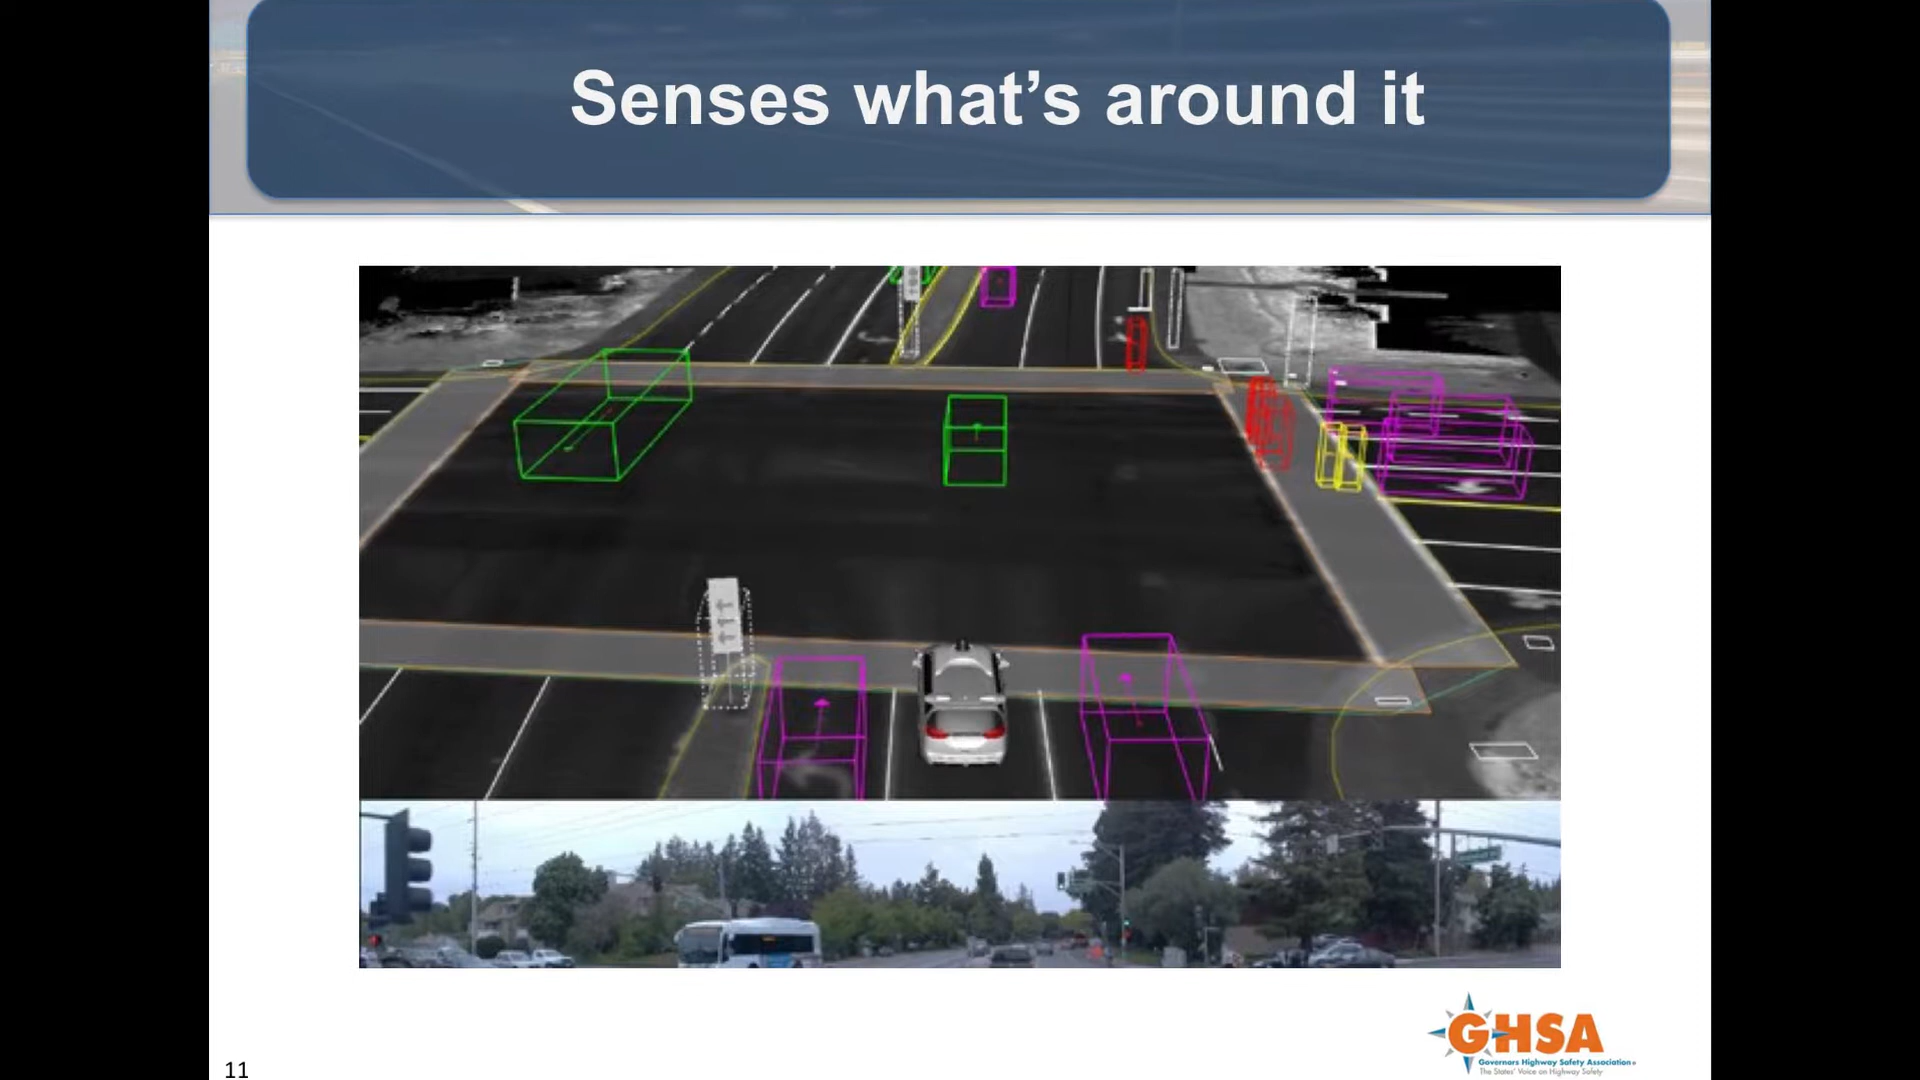 Senses what's around it
GHSA
Governors Highway Safety Association®
The States' Voice on Highway Safety
11